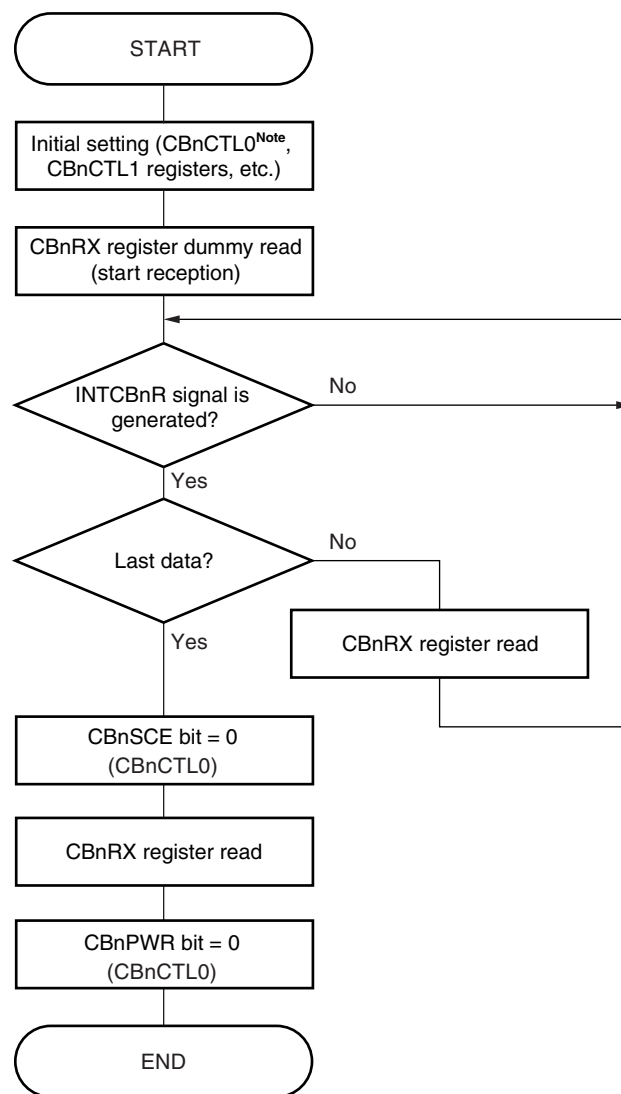 START
Initial setting (CBnCTL0Note,
CBnCTL1 registers, etc.)
CBnRX register dummy read
(start reception)
INTCBnR signal is
generated?
No
Yes
Last data?
No
CBnRX register read
Yes
CBnSCE bit = 0
(CBnCTL0)
CBnRX register read
CBnPWR bit = 0
(CBnCTL0)
END